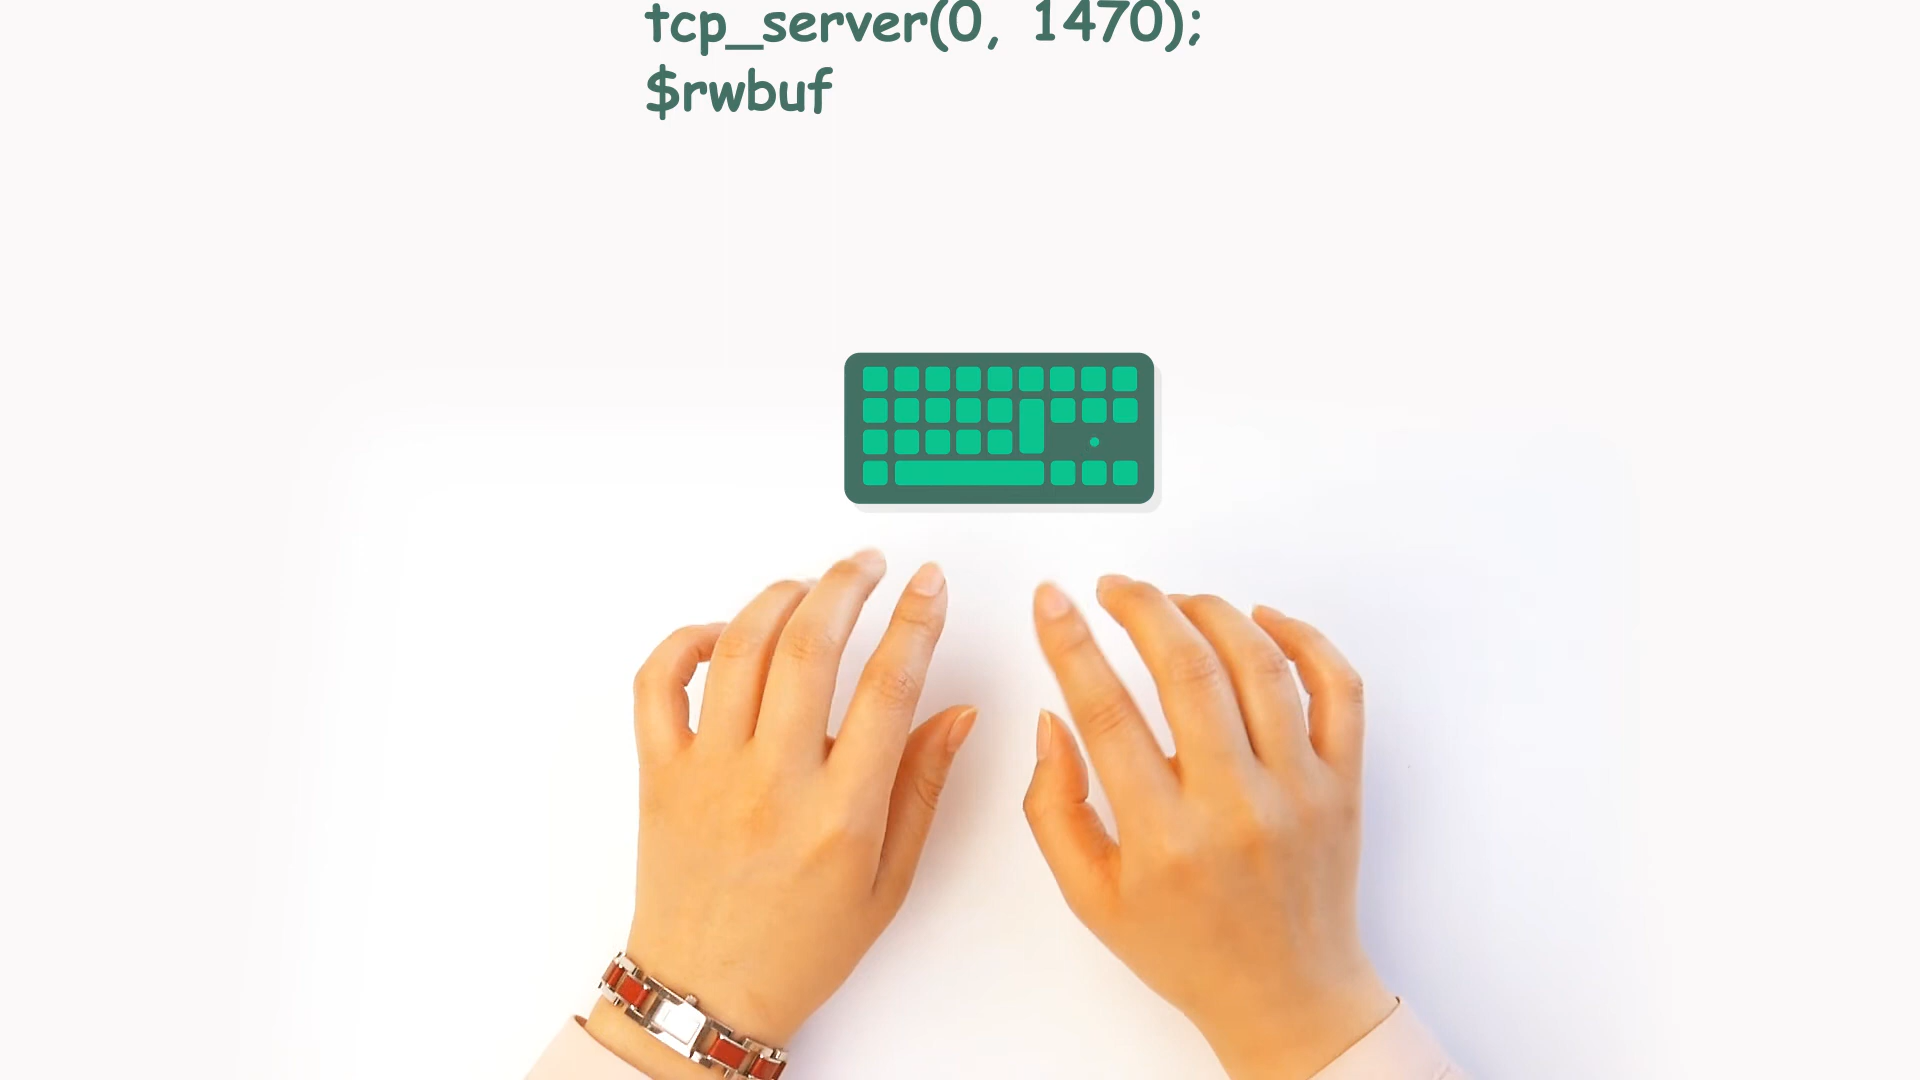 tcp_server(0, 1470);
$rwbuf